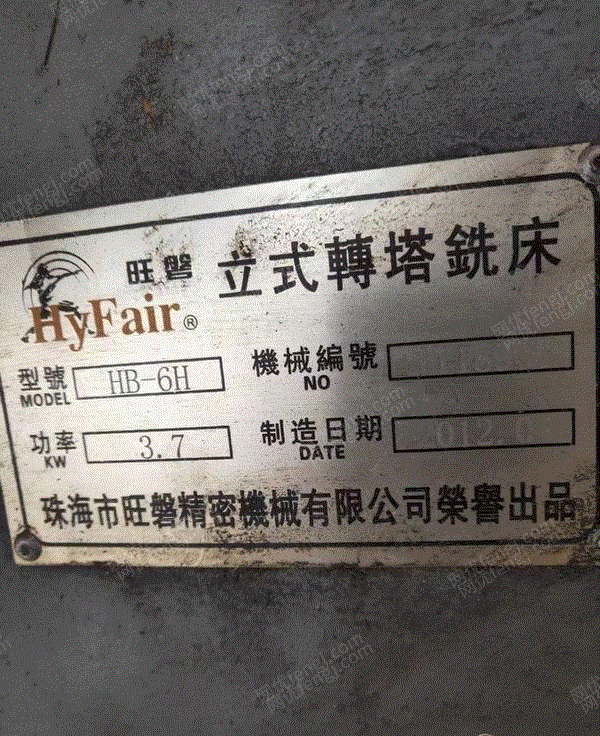 旺磐 立式轉塔銑床
HyFair®
型號 MODEL HB-6H 機械編號 NO
功率 KW 3.7 制造日期 DATE
珠海市旺磐精密機械有限公司榮譽出品